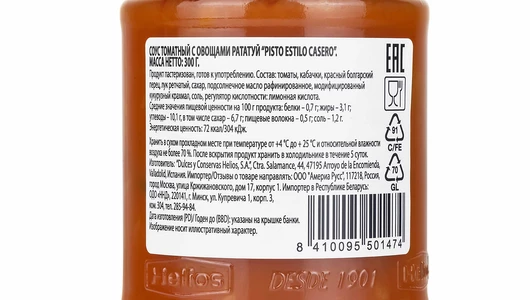 СОУС ТОМАТНЫЙ С ОВОЩАМИ РАТАТУЙ "PISTO ESTILO CASERO".
МАССА НЕТТО: 300 Г.
Продукт пастеризован, готов к употреблению. Состав: томаты, кабачки, красный болгарский
перец, лук репчатый, сахар, подсолнечное масло рафинированное, модифицированный
кукурузный крахмал, соль, регулятор кислотности: лимонная кислота.
Средние значения пищевой ценности на 100 г продукта: белки - 0,7 г; жиры - 3,1 г;
углеводы – 10,1 г, в том числе сахар – 6,7 г; пищевые волокна – 0,5 г; соль – 1,2 г.
Энергетическая ценность: 72 ккал/304 кДж.
Хранить в сухом прохладном месте при температуре от +4 °C до + 25 °C и относительной влажности
воздуха не более 70 %. После вскрытия продукт хранить в холодильнике в течение 5 суток.
Изготовитель: "Dulces y Conservas Helios, S.A.", Carretera Salamanca, 44, 47195 Arroyo de la Encomienda,
Valladolid, Испания. Импортер/Отзывы о товаре направлять: ООО "Америа Русс", 117218, Россия,
город Москва, улица Кржижановского, дом 17, корпус 1. Импортер в Республику Беларусь:
220141, г. Минск, ул. Купревича 1, корп. 3,
ком. 204, тел. 285-94-84.
Дата изготовления (PD)/ Годен до (BBD): указаны на крышке банки.
Изображение носит иллюстративный характер.
EAC
91
C/FE
70
GL
8 410095 501474
Helios
DESDE 1901